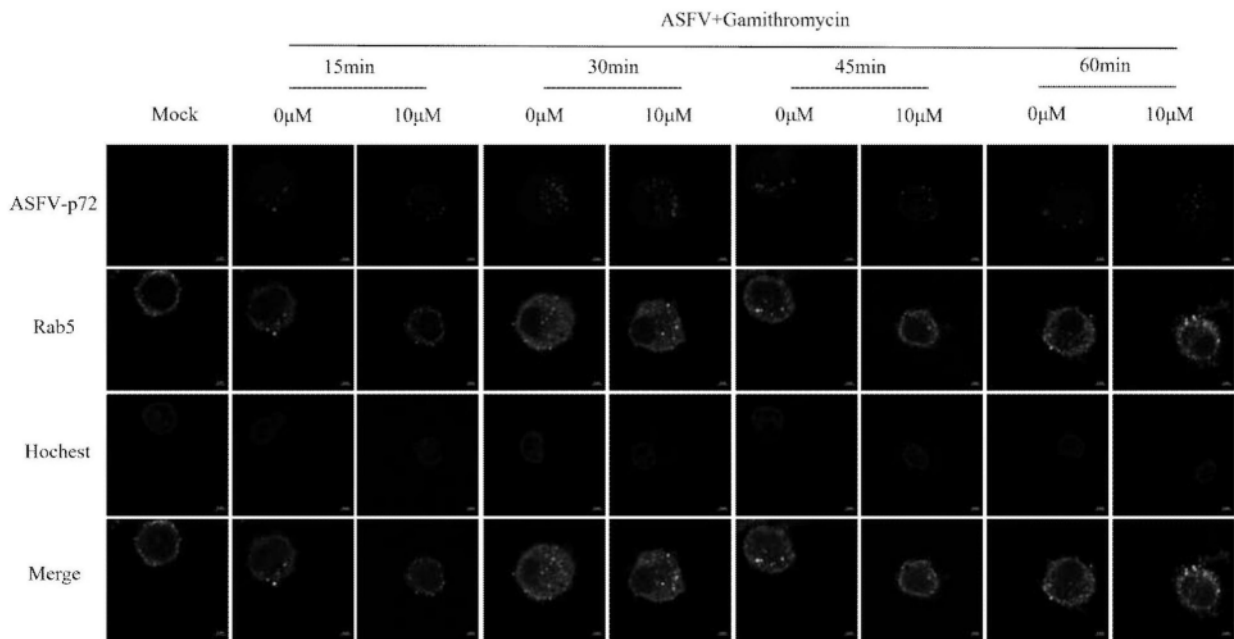 ASFV+Gamithromycin
15min 30min 45min 60min
Mock 0μM 10μM 0μM 10μM 0μM 10μM 0μM 10μM
ASFV-p72
Rab5
Hochest
Merge